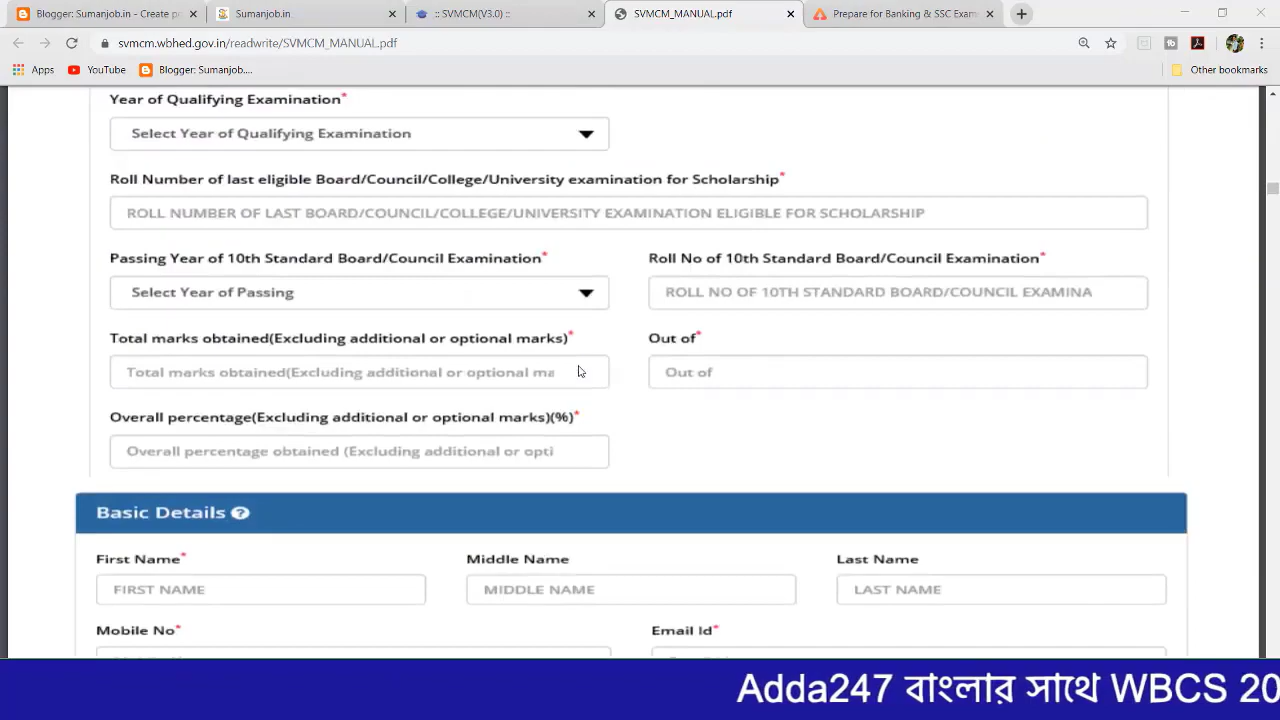 Blogger: Sumanjob - Create p
Sumanjob.in
:: SVMCM(V3.0) ::
SVMCM_MANUAL.pdf
Prepare for Banking & SSC Exam
svmcm.wbhed.gov.in/readwrite/SVMCM_MANUAL.pdf
Apps
YouTube
Blogger: Sumanjob....
Other bookmarks
Year of Qualifying Examination*
Select Year of Qualifying Examination
Roll Number of last eligible Board/Council/College/University examination for Scholarship*
ROLL NUMBER OF LAST BOARD/COUNCIL/COLLEGE/UNIVERSITY EXAMINATION ELIGIBLE FOR SCHOLARSHIP
Passing Year of 10th Standard Board/Council Examination*
Roll No of 10th Standard Board/Council Examination*
Select Year of Passing
ROLL NO OF 10TH STANDARD BOARD/COUNCIL EXAMINA
Total marks obtained(Excluding additional or optional marks)*
Out of*
Total marks obtained(Excluding additional or optional ma
Out of
Overall percentage(Excluding additional or optional marks)(%)*
Overall percentage obtained (Excluding additional or opti
Basic Details ?
First Name*
Middle Name
Last Name
FIRST NAME
MIDDLE NAME
LAST NAME
Mobile No*
Email Id*
Adda247 বাংলার সাথে WBCS 20